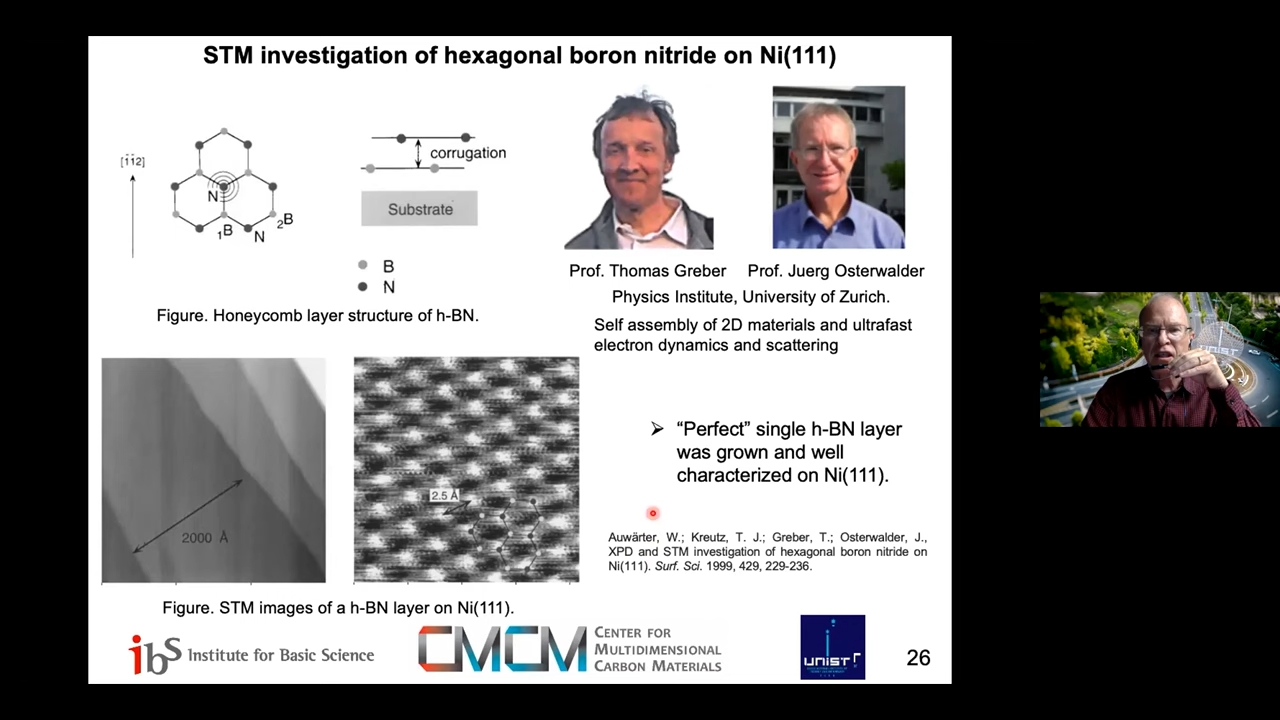 STM investigation of hexagonal boron nitride on Ni(111)
[1̄1̄2]
N
1B
N
2B
corrugation
Substrate
B
N
Figure. Honeycomb layer structure of h-BN.
Prof. Thomas Greber
Prof. Juerg Osterwalder
Physics Institute, University of Zurich.
Self assembly of 2D materials and ultrafast
electron dynamics and scattering
2000 Å
2.5 Å
Figure. STM images of a h-BN layer on Ni(111).
➢ “Perfect” single h-BN layer
was grown and well
characterized on Ni(111).
Auwärter, W.; Kreutz, T. J.; Greber, T.; Osterwalder, J.,
XPD and STM investigation of hexagonal boron nitride on
Ni(111). Surf. Sci. 1999, 429, 229-236.
ibs Institute for Basic Science
CMCM
CENTER FOR
MULTIDIMENSIONAL
CARBON MATERIALS
UNIST
26